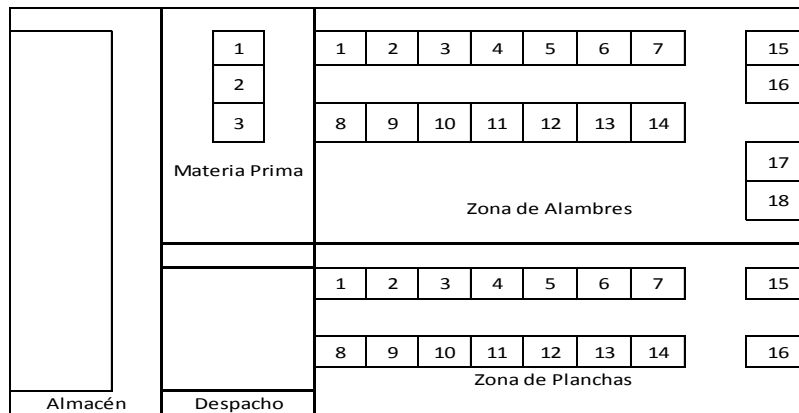 1 1 2 3 4 5 6 7 15
2 16
3 8 9 10 11 12 13 14
Materia Prima 17
Zona de Alambres 18
1 2 3 4 5 6 7 15
8 9 10 11 12 13 14 16
Zona de Planchas
Almacén Despacho